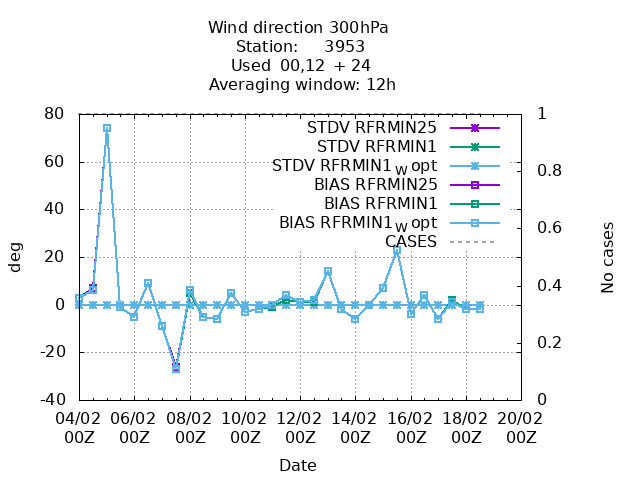 Wind direction 300hPa
Station: 3953
Used 00,12 + 24
Averaging window: 12h
80
60
40
20
0
-20
-40
1
0.8
0.6
0.4
0.2
0
deg
No cases
STDV RFRMIN25
STDV RFRMIN1
STDV RFRMIN1w opt
BIAS RFRMIN25
BIAS RFRMIN1
BIAS RFRMIN1w opt
CASES
04/02 06/02 08/02 10/02 12/02 14/02 16/02 18/02 20/02
00Z 00Z 00Z 00Z 00Z 00Z 00Z 00Z 00Z
Date